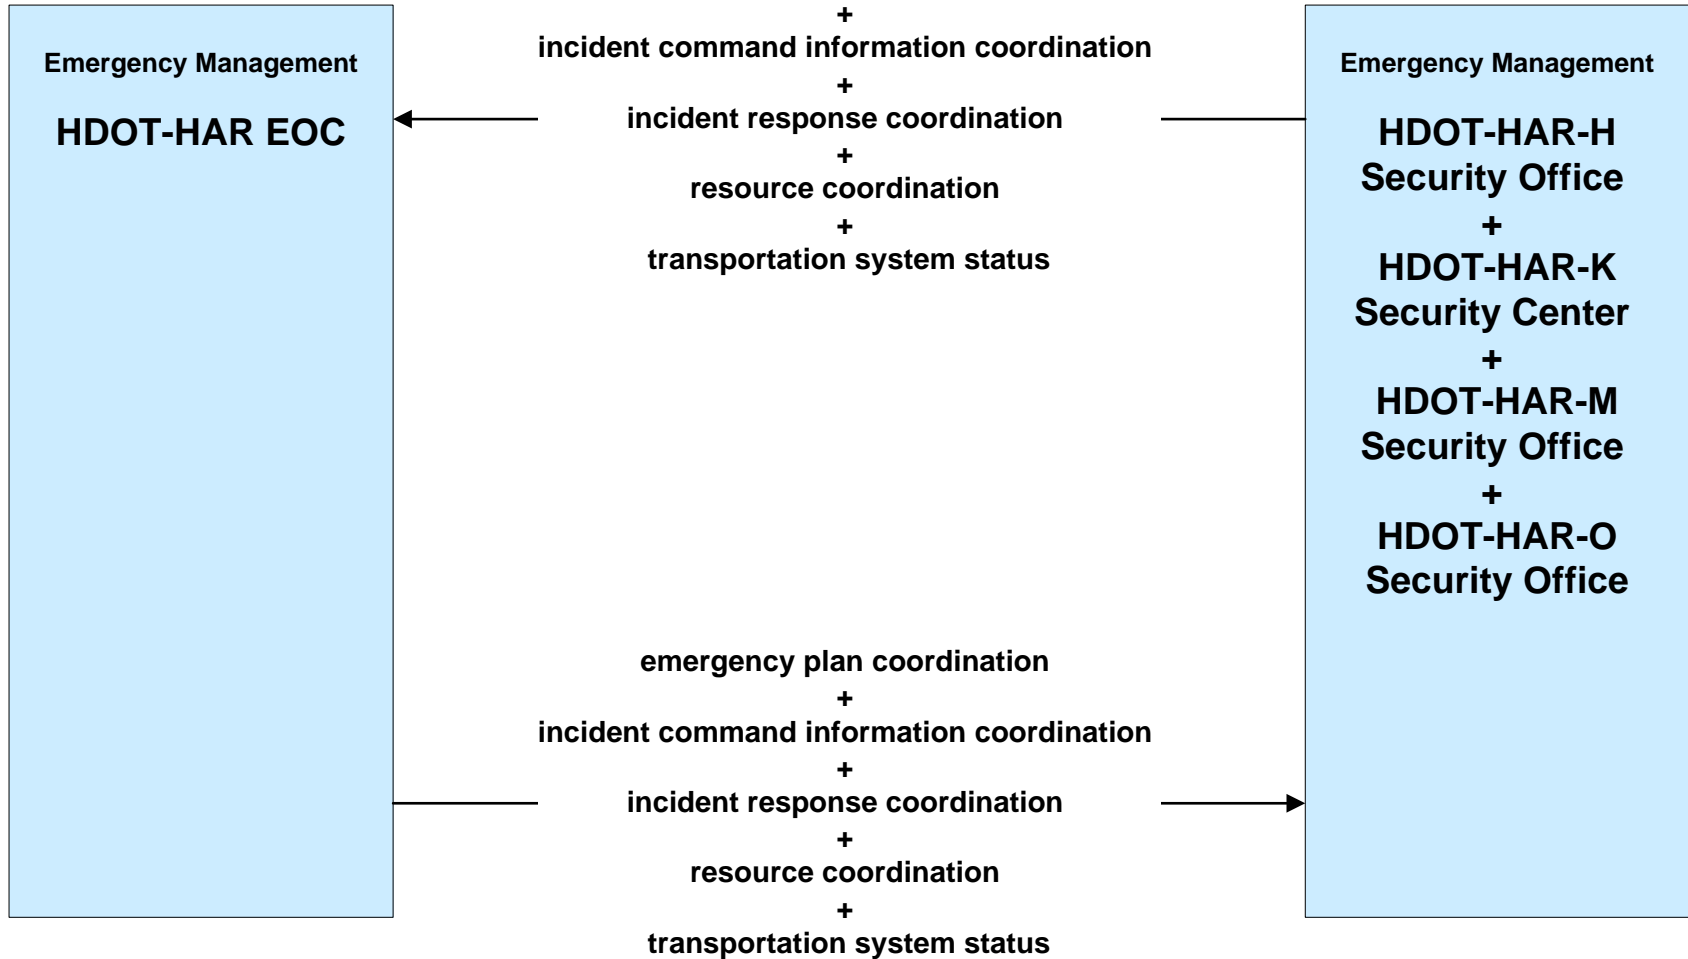 Emergency Management
HDOT-HAR EOC
+
incident command information coordination
+
incident response coordination
+
resource coordination
+
transportation system status
Emergency Management
HDOT-HAR-H
Security Office
+
HDOT-HAR-K
Security Center
+
HDOT-HAR-M
Security Office
+
HDOT-HAR-O
Security Office
emergency plan coordination
+
incident command information coordination
+
incident response coordination
+
resource coordination
+
transportation system status